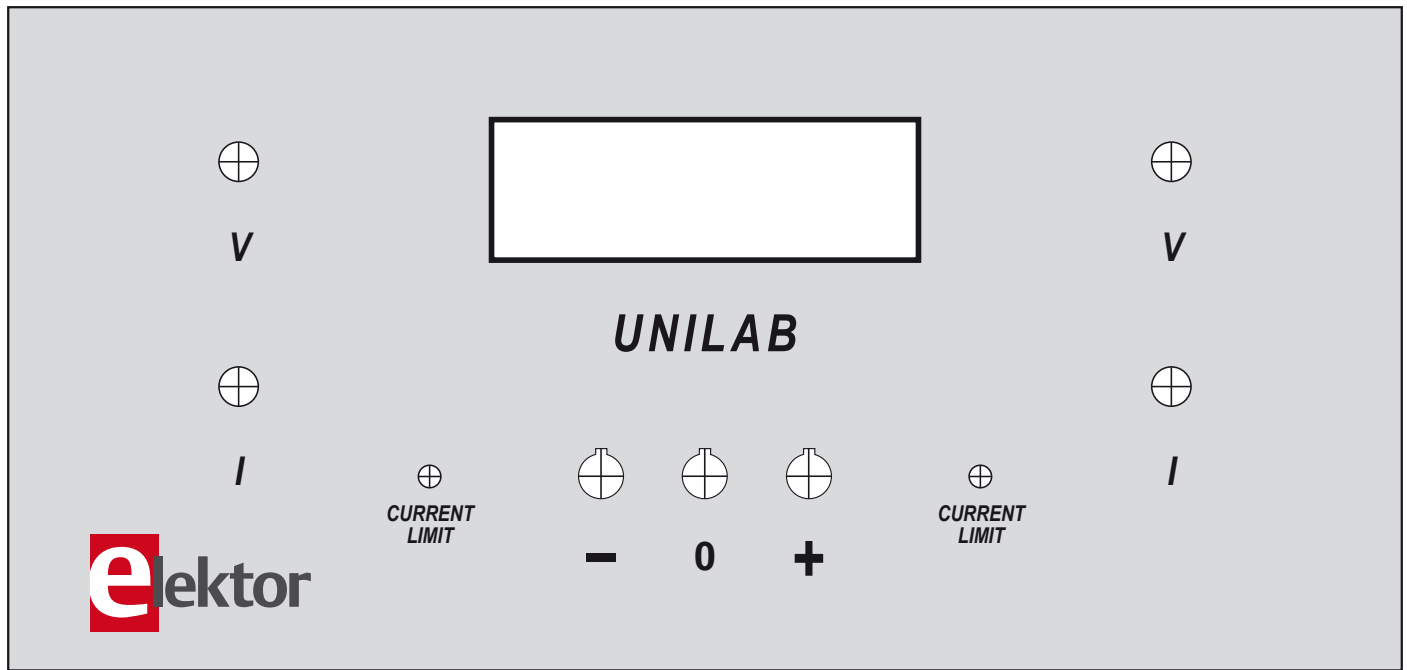 V
V
UNILAB
I
I
CURRENT
LIMIT
CURRENT
LIMIT
− 0 +
elektor